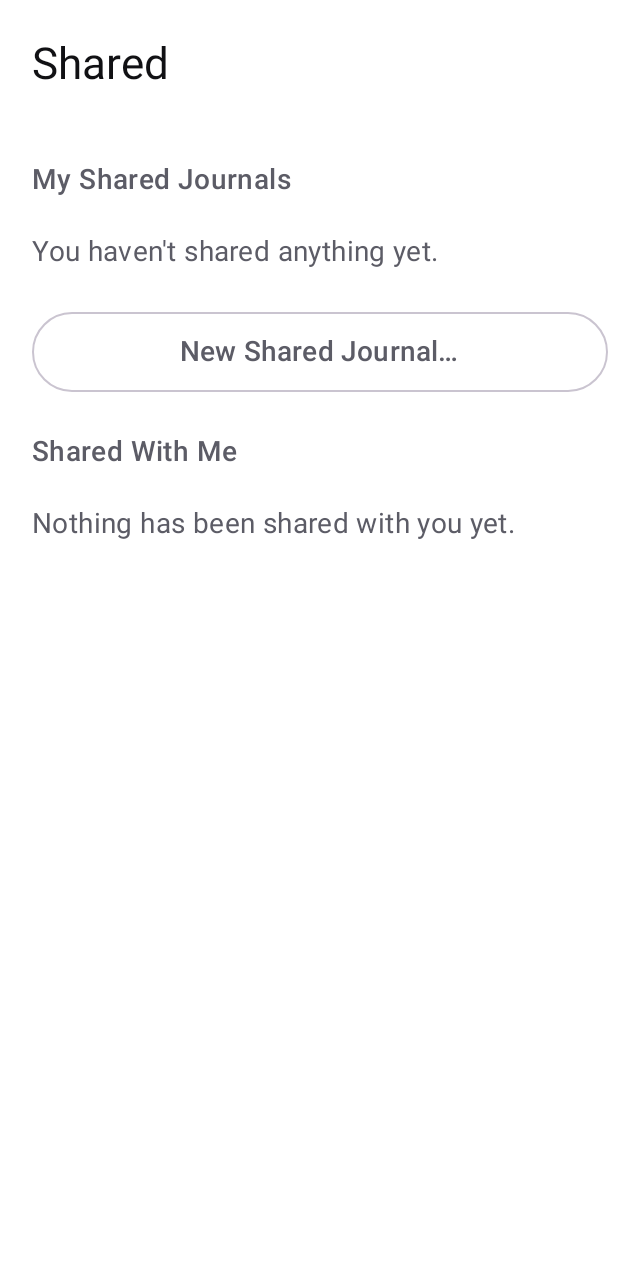 Shared
My Shared Journals
You haven't shared anything yet.
New Shared Journal…
Shared With Me
Nothing has been shared with you yet.